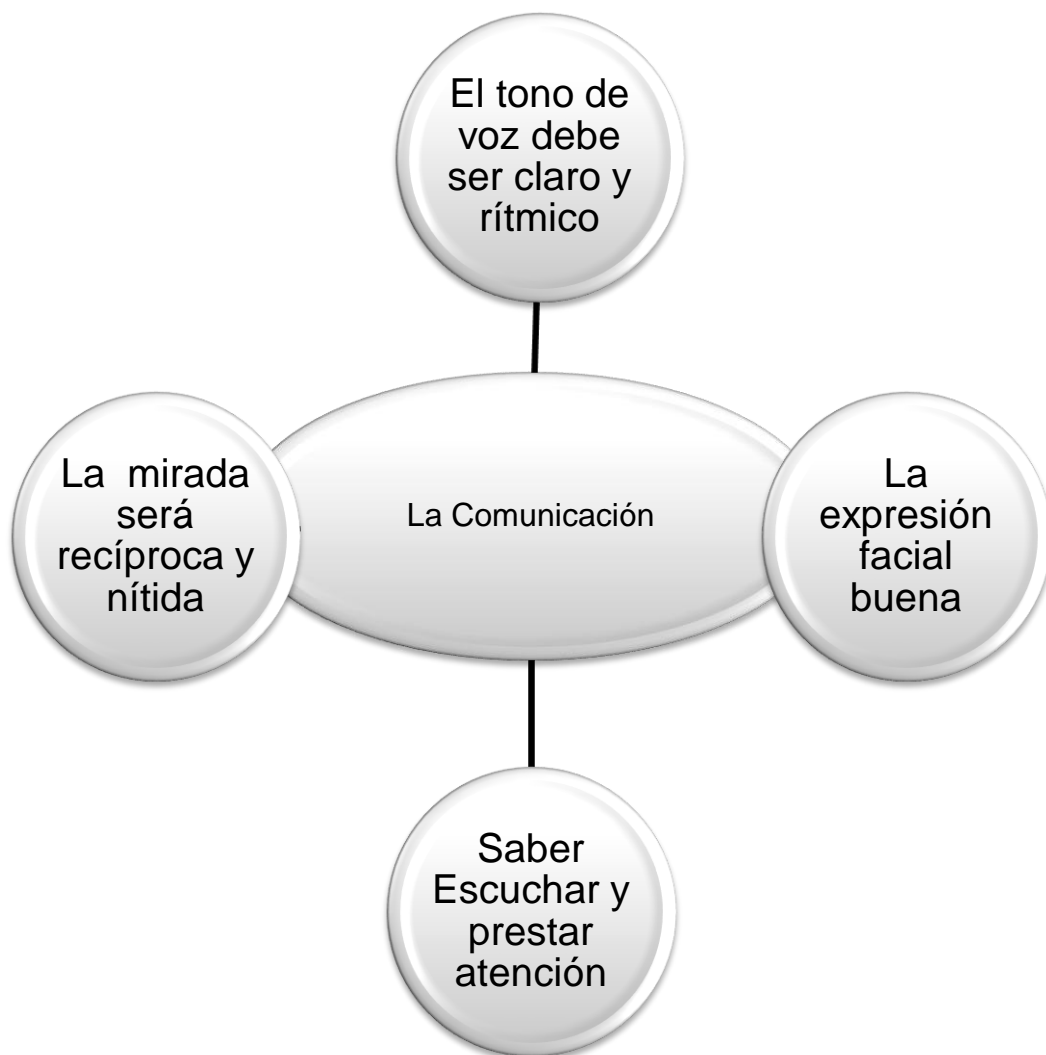 El tono de
voz debe
ser claro y
rítmico
La mirada
será
recíproca y
nítida
La Comunicación
La
expresión
facial
buena
Saber
Escuchar y
prestar
atención